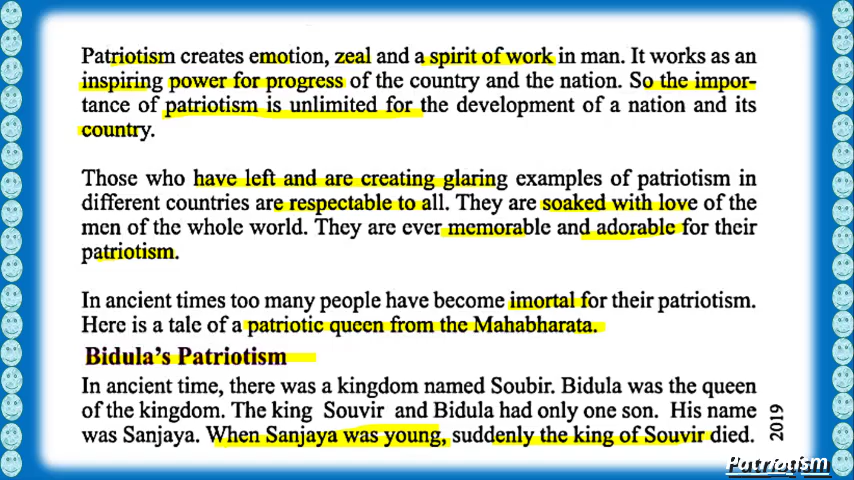 Patriotism creates emotion, zeal and a spirit of work in man. It works as an
inspiring power for progress of the country and the nation. So the impor-
tance of patriotism is unlimited for the development of a nation and its
country.
Those who have left and are creating glaring examples of patriotism in
different countries are respectable to all. They are soaked with love of the
men of the whole world. They are ever memorable and adorable for their
patriotism.
In ancient times too many people have become imortal for their patriotism.
Here is a tale of a patriotic queen from the Mahabharata.
Bidula's Patriotism
In ancient time, there was a kingdom named Soubir. Bidula was the queen
of the kingdom. The king Souvir and Bidula had only one son. His name
was Sanjaya. When Sanjaya was young, suddenly the king of Souvir died.
2019
Patriotism